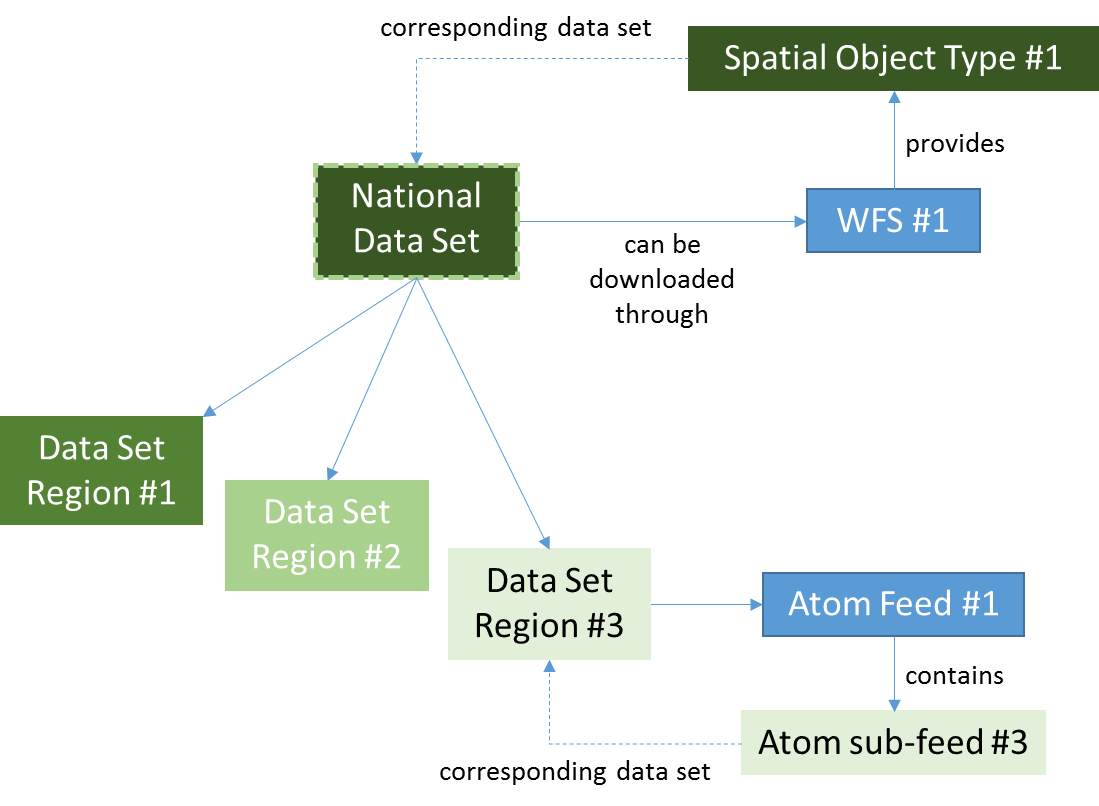 corresponding data set
Spatial Object Type #1
provides
National
Data Set
WFS #1
can be
downloaded
through
Data Set
Region #1
Data Set
Region #2
Data Set
Region #3
Atom Feed #1
contains
Atom sub-feed #3
corresponding data set